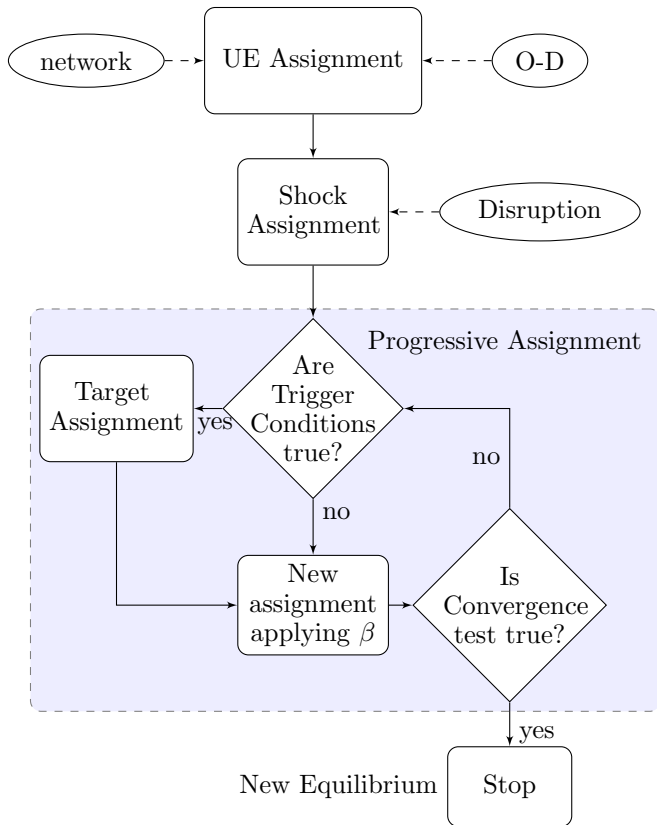 network
UE Assignment
O-D
Shock
Assignment
Disruption
Progressive Assignment
Are
Trigger
Conditions
true?
Target
Assignment
yes
no
no
New
assignment
applying β
Is
Convergence
test true?
yes
New Equilibrium
Stop